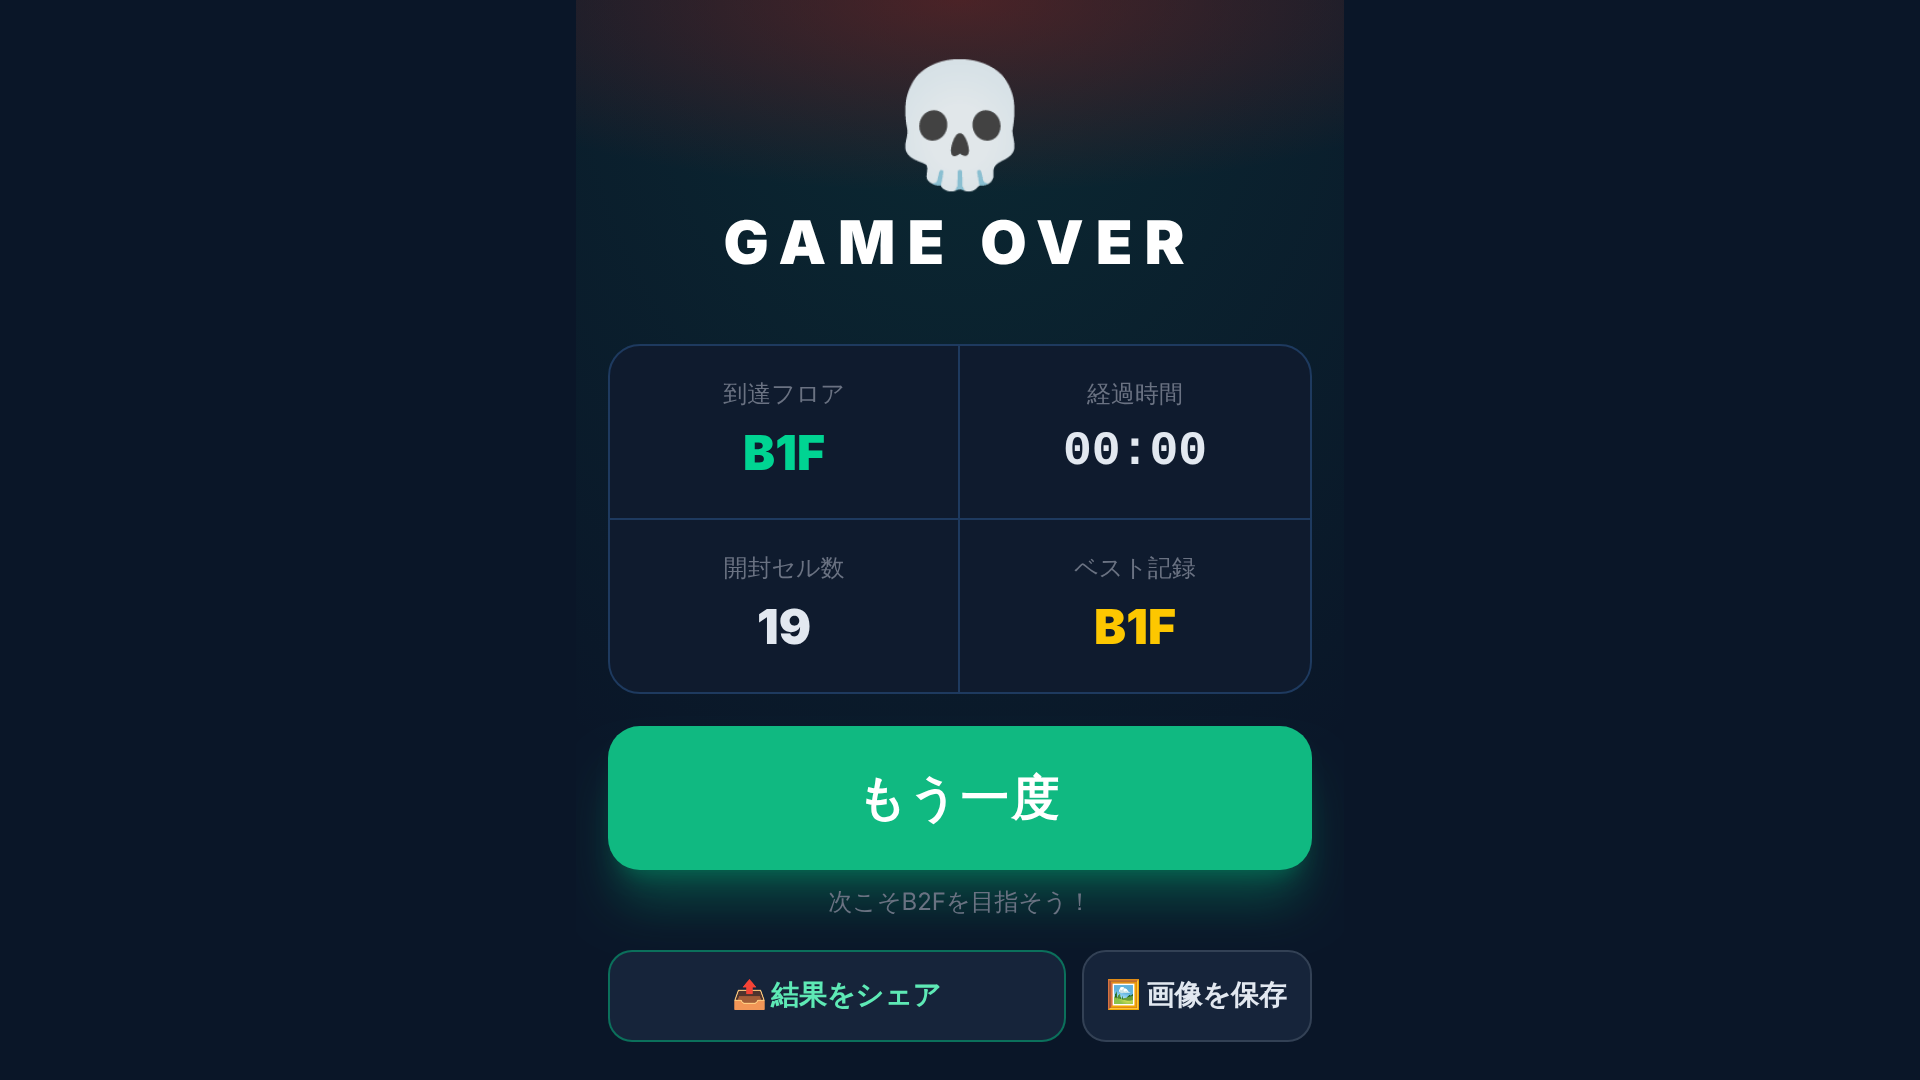 GAME OVER
到達フロア
B1F
経過時間
00:00
開封セル数
19
ベスト記録
B1F
もう一度
次こそB2Fを目指そう！
結果をシェア
画像を保存